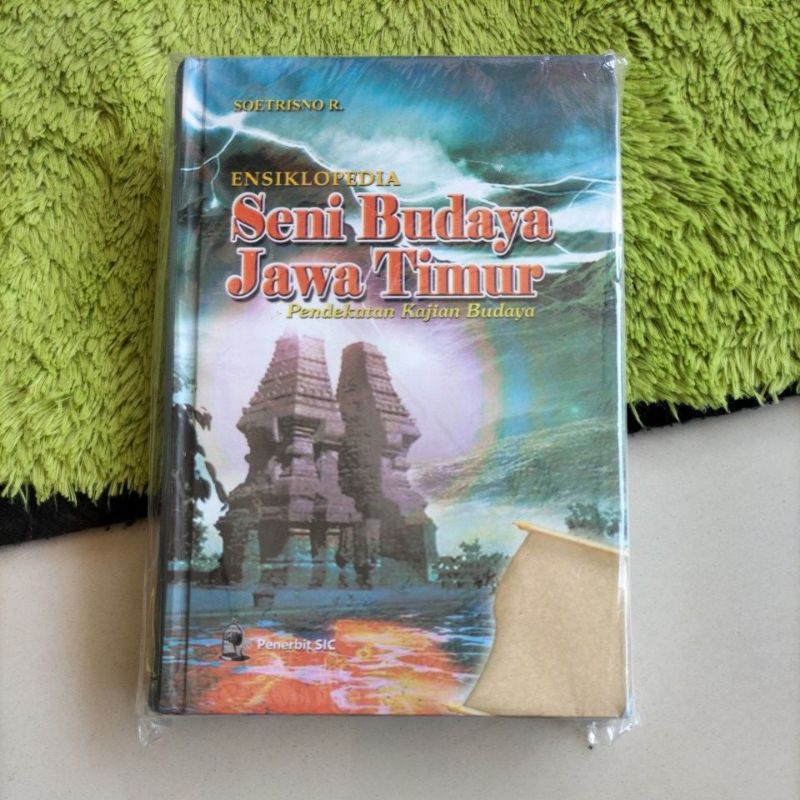 SOETRISNO R.
ENSIKLOPEDIA
Seni Budaya
Jawa Timur
Pendekatan Kajian Budaya
Penerbit SIC